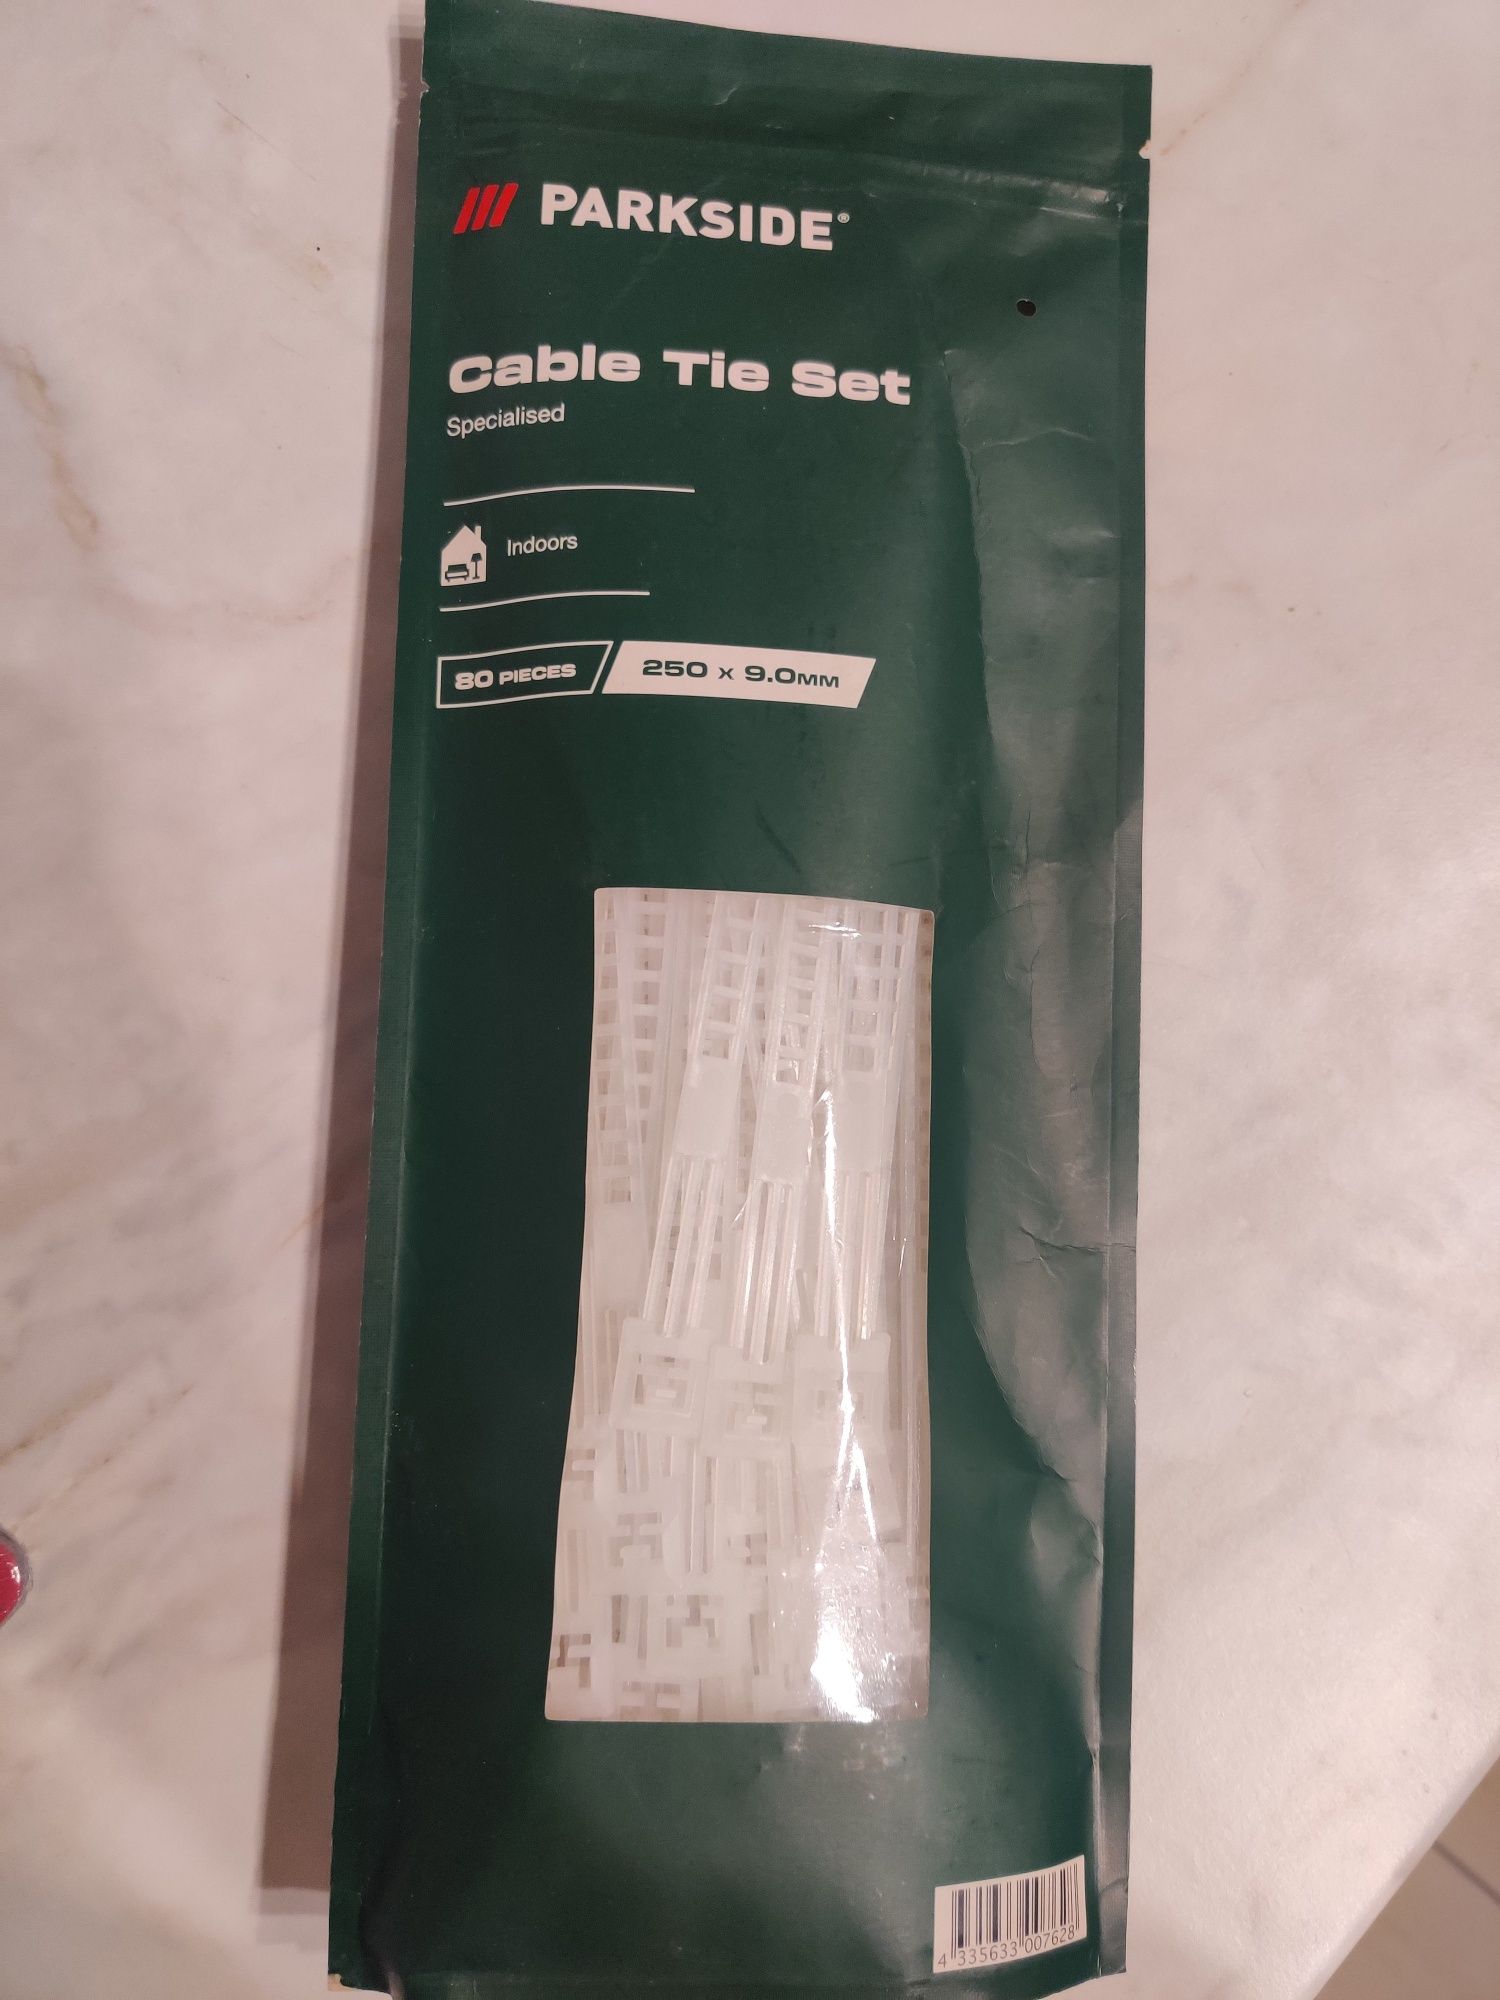 PARKSIDE®
Cable Tie Set
Specialised
Indoors
80 PIECES
250 x 9.0MM
4 335633 007628